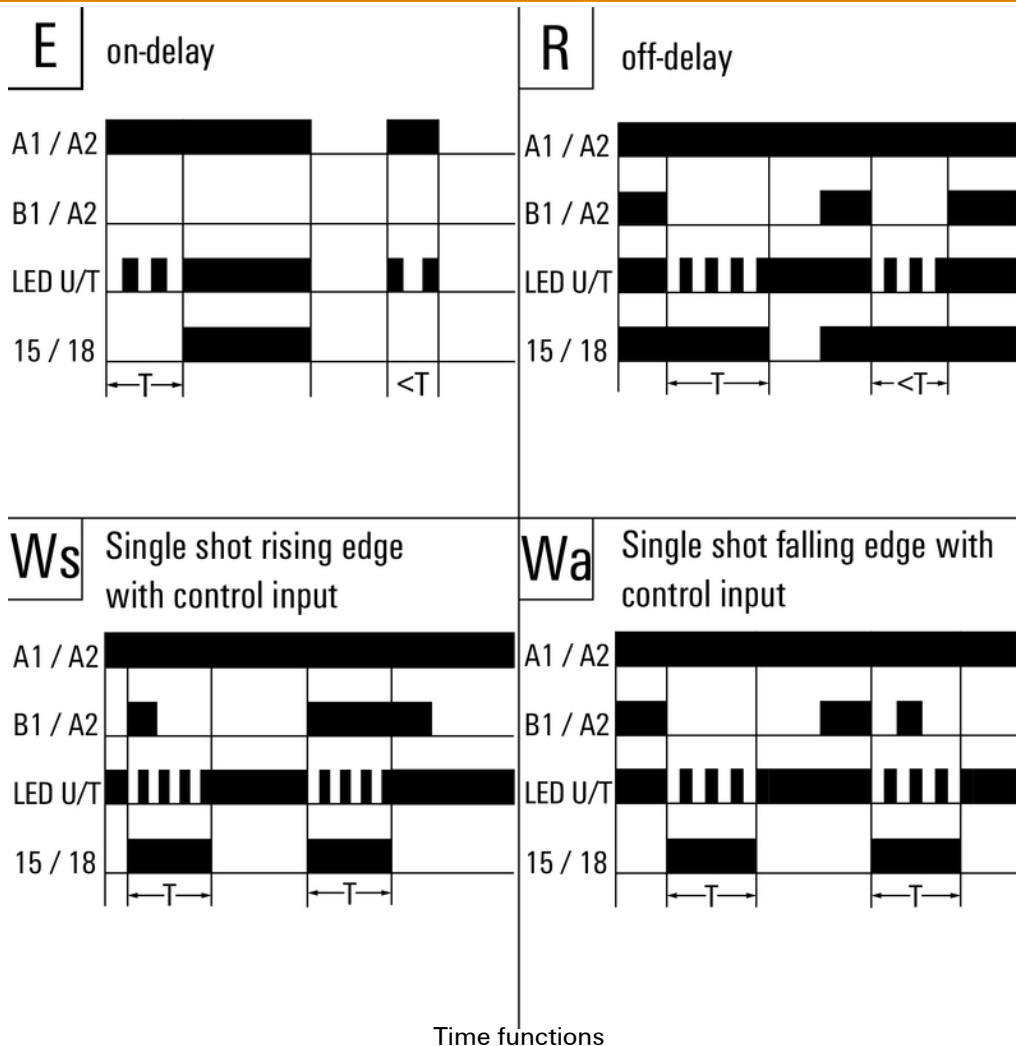 E on-delay
A1 / A2
B1 / A2
LED U/T
15 / 18
T <T
R off-delay
A1 / A2
B1 / A2
LED U/T
15 / 18
T <T
Ws Single shot rising edge
with control input
A1 / A2
B1 / A2
LED U/T
15 / 18
T T
Wa Single shot falling edge with
control input
A1 / A2
B1 / A2
LED U/T
15 / 18
T T
Time functions